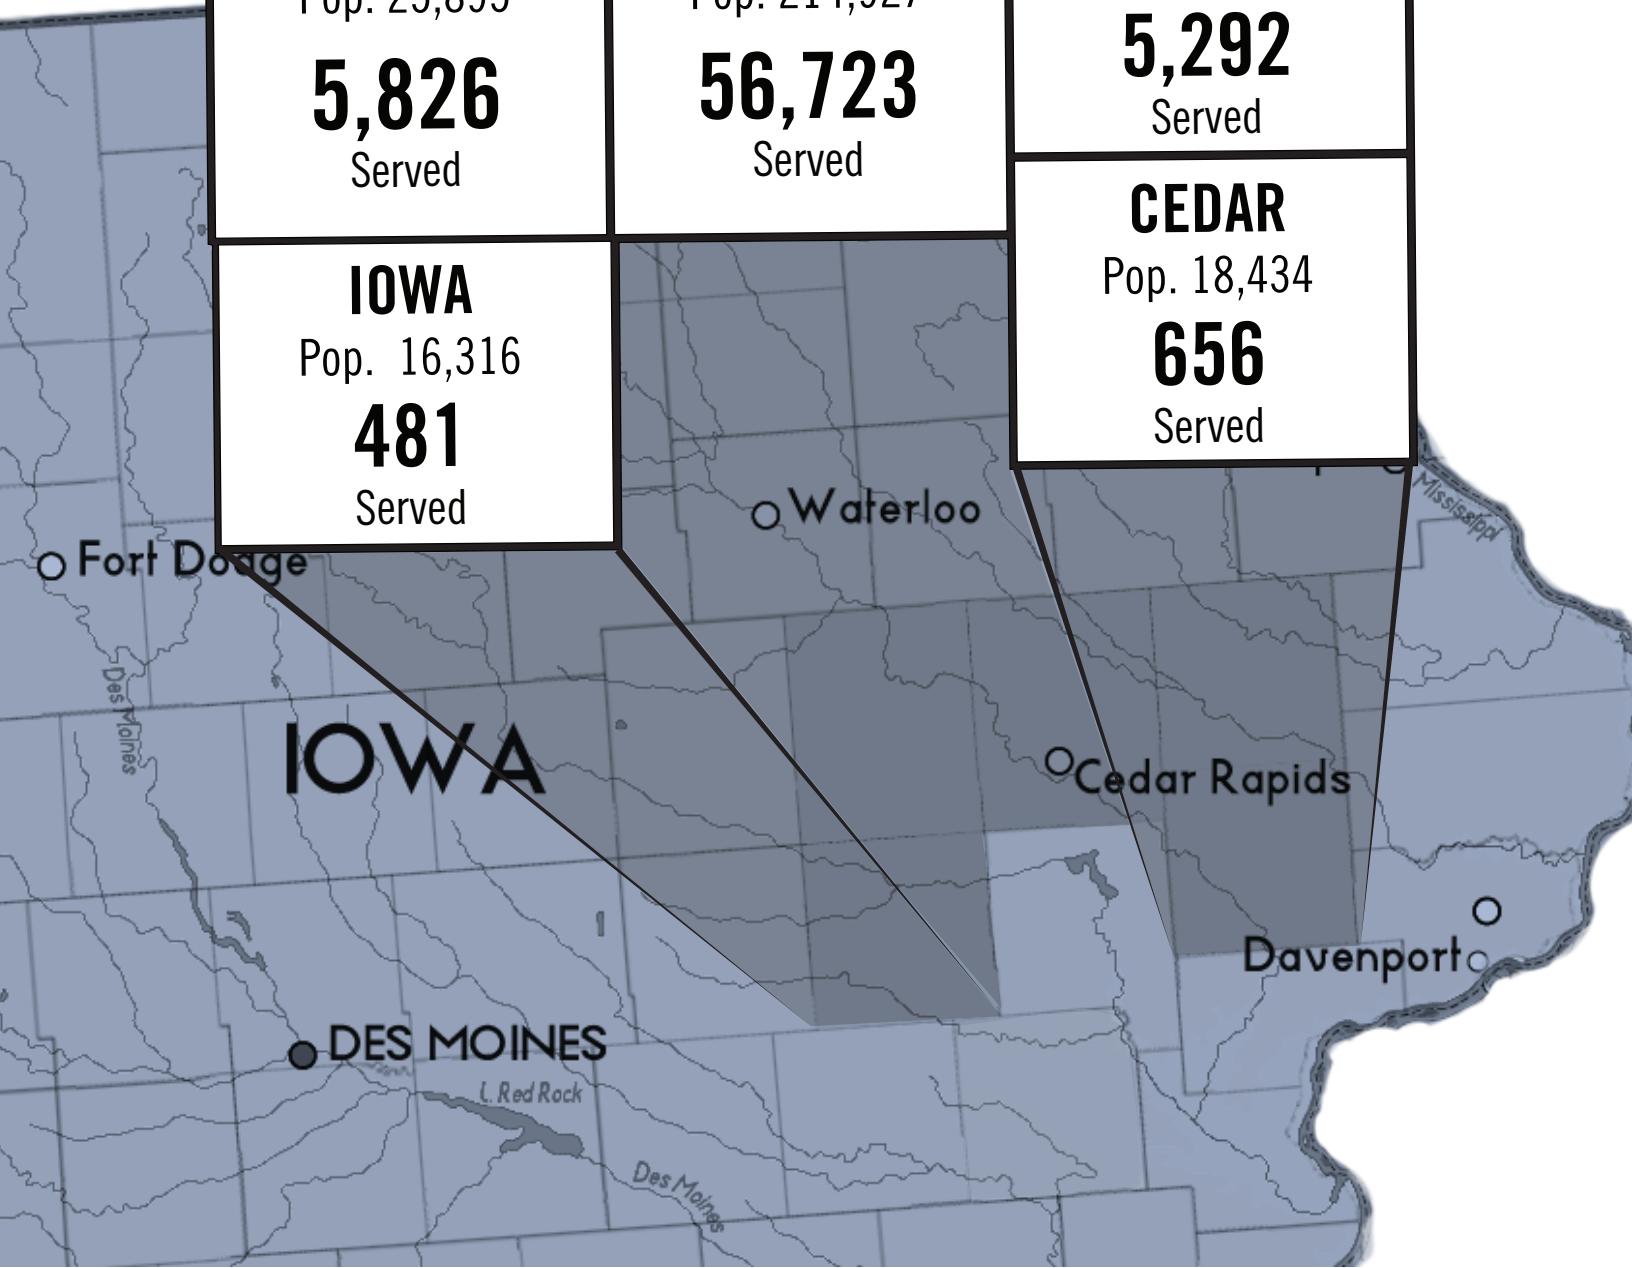 5,826
Served
56,723
Served
5,292
Served
IOWA
Pop. 16,316
481
Served
CEDAR
Pop. 18,434
656
Served
Mississippi
Waterloo
Fort Dodge
Des Moines
IOWA
Cedar Rapids
Davenport
DES MOINES
L. Red Rock
Des Moines